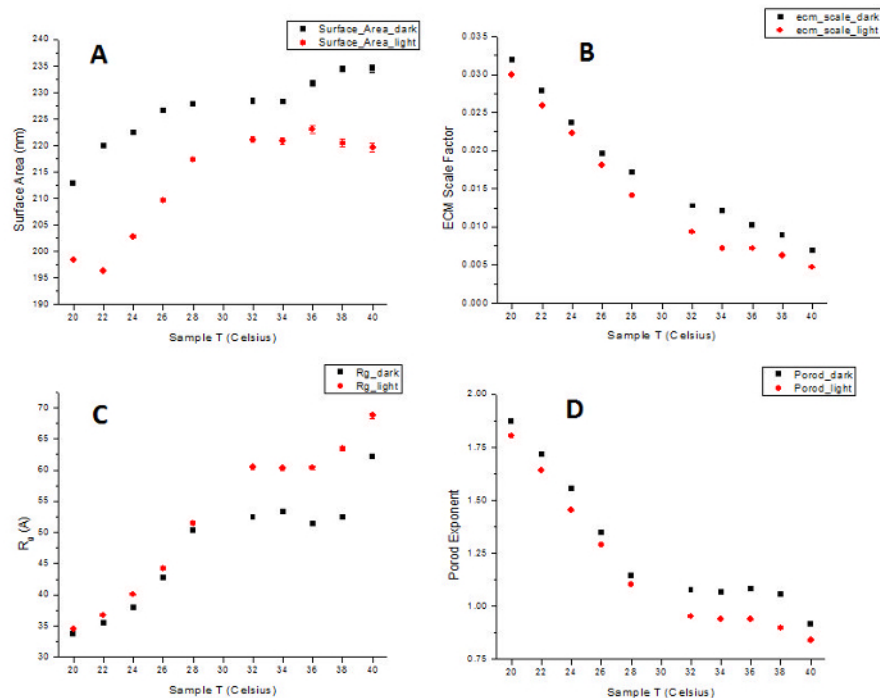 A
Surface_Area_dark
Surface_Area_light
235
230
225
220
215
210
205
200
195
190
Surface Area (nm)
20 22 24 26 28 30 32 34 36 38 40
Sample T (Celsius)
B
ecm_scale_dark
ecm_scale_light
0.035
0.030
0.025
0.020
0.015
0.010
0.005
0.000
ECM Scale Factor
20 22 24 26 28 30 32 34 36 38 40
Sample T (Celsius)
C
Rg_dark
Rg_light
70
65
60
55
50
45
40
35
30
Rg (A)
20 22 24 26 28 30 32 34 36 38 40
Sample T (Celsius)
D
Porod_dark
Porod_light
2.00
1.75
1.50
1.25
1.00
0.75
Porod Exponent
20 22 24 26 28 30 32 34 36 38 40
Sample T (Celsius)